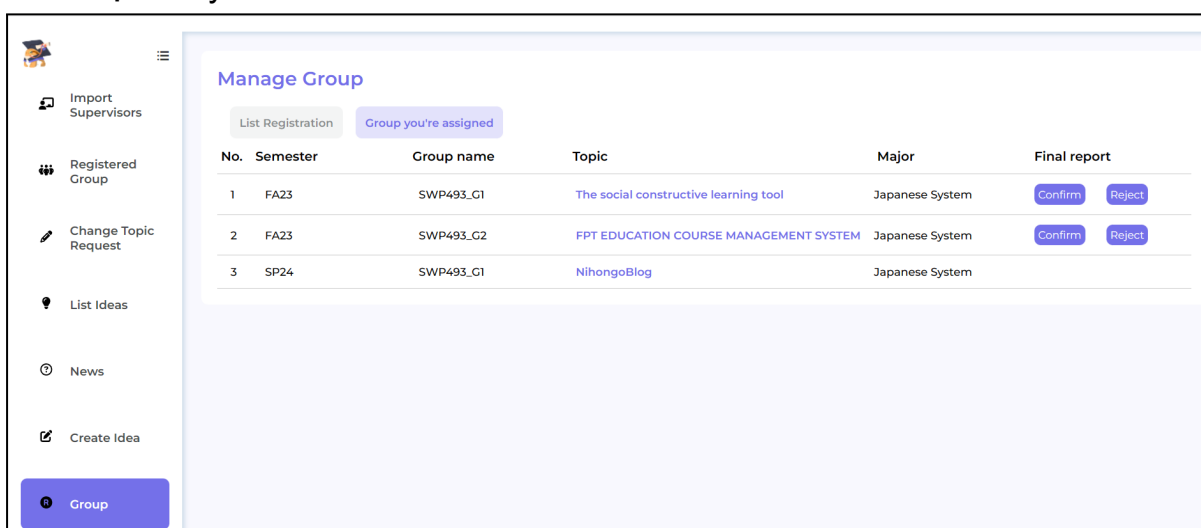 Import
Supervisors
Registered
Group
Change Topic
Request
List Ideas
News
Create Idea
R
Group
Manage Group
List Registration Group you're assigned
No. Semester Group name Topic Major Final report
1 FA23 SWP493_G1 The social constructive learning tool Japanese System Confirm Reject
2 FA23 SWP493_G2 FPT EDUCATION COURSE MANAGEMENT SYSTEM Japanese System Confirm Reject
3 SP24 SWP493_G1 NihongoBlog Japanese System